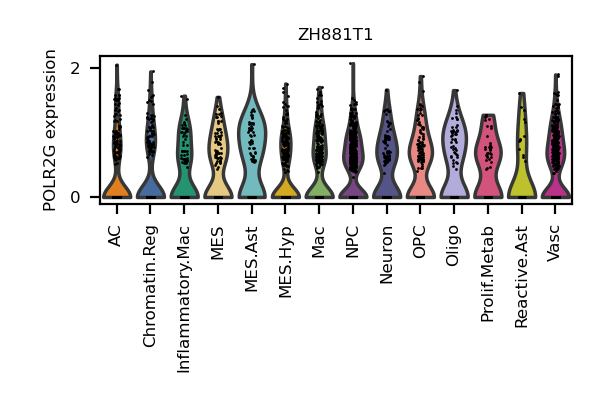 ZH881T1
POLR2G expression
2
0
AC
Chromatin.Reg
Inflammatory.Mac
MES
MES.Ast
MES.Hyp
Mac
NPC
Neuron
OPC
Oligo
Prolif.Metab
Reactive.Ast
Vasc